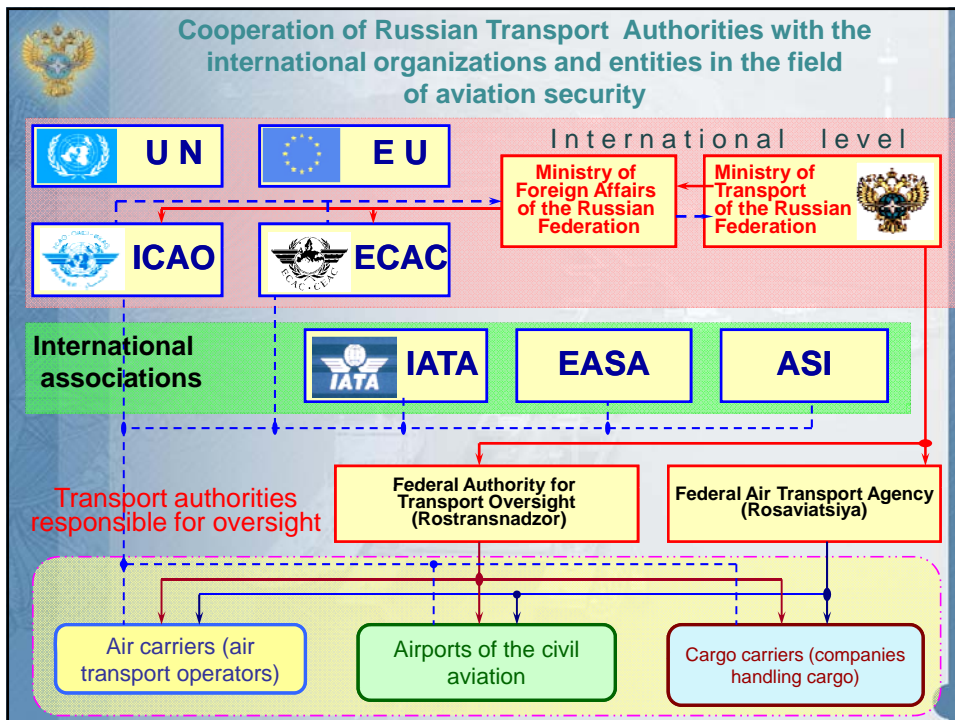 Cooperation of Russian Transport Authorities with the
international organizations and entities in the field
of aviation security
I n t e r n a t i o n a l l e v e l
U N
E U
Ministry of
Foreign Affairs
of the Russian
Federation
Ministry of
Transport
of the Russian
Federation
ICAO
ECAC
ECAC · CEAC
International
associations
IATA
IATA
EASA
ASI
Transport authorities
responsible for oversight
Federal Authority for
Transport Oversight
(Rostransnadzor)
Federal Air Transport Agency
(Rosaviatsiya)
Air carriers (air
transport operators)
Airports of the civil
aviation
Cargo carriers (companies
handling cargo)